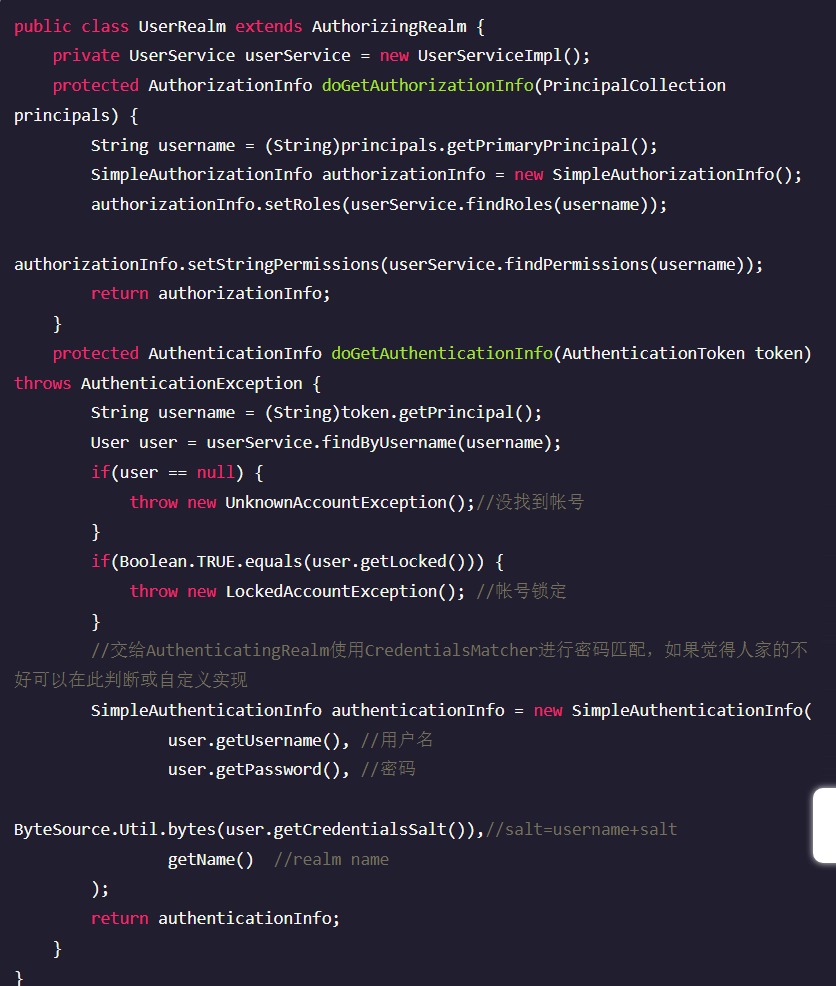 public class UserRealm extends AuthorizingRealm {
    private UserService userService = new UserServiceImpl();
    protected AuthorizationInfo doGetAuthorizationInfo(PrincipalCollection
principals) {
        String username = (String)principals.getPrimaryPrincipal();
        SimpleAuthorizationInfo authorizationInfo = new SimpleAuthorizationInfo();
        authorizationInfo.setRoles(userService.findRoles(username));

authorizationInfo.setStringPermissions(userService.findPermissions(username));
        return authorizationInfo;
    }
    protected AuthenticationInfo doGetAuthenticationInfo(AuthenticationToken token)
throws AuthenticationException {
        String username = (String)token.getPrincipal();
        User user = userService.findByUsername(username);
        if(user == null) {
            throw new UnknownAccountException();//没找到帐号
        }
        if(Boolean.TRUE.equals(user.getLocked())) {
            throw new LockedAccountException(); //帐号锁定
        }
        //交给AuthenticatingRealm使用CredentialsMatcher进行密码匹配，如果觉得人家的不
好可以在此判断或自定义实现
        SimpleAuthenticationInfo authenticationInfo = new SimpleAuthenticationInfo(
                user.getUsername(), //用户名
                user.getPassword(), //密码

ByteSource.Util.bytes(user.getCredentialsSalt()),//salt=username+salt
                getName()  //realm name
        );
        return authenticationInfo;
    }
}